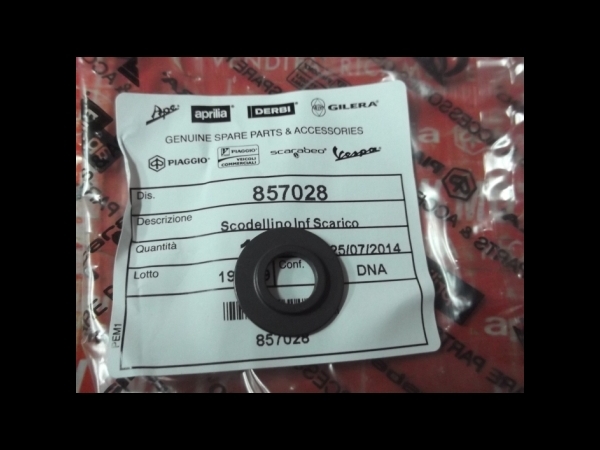 Ape aprilia DERBI GILERA
GENUINE SPARE PARTS & ACCESSORIES
PIAGGIO PIAGGIO VEICOLI COMMERCIALI scarabeo Vespa
Dis. 857028
Descrizione Scodellino Inf.Scarico
Quantità 25/07/2014
Lotto 19 Conf. DNA
857028
PEM1